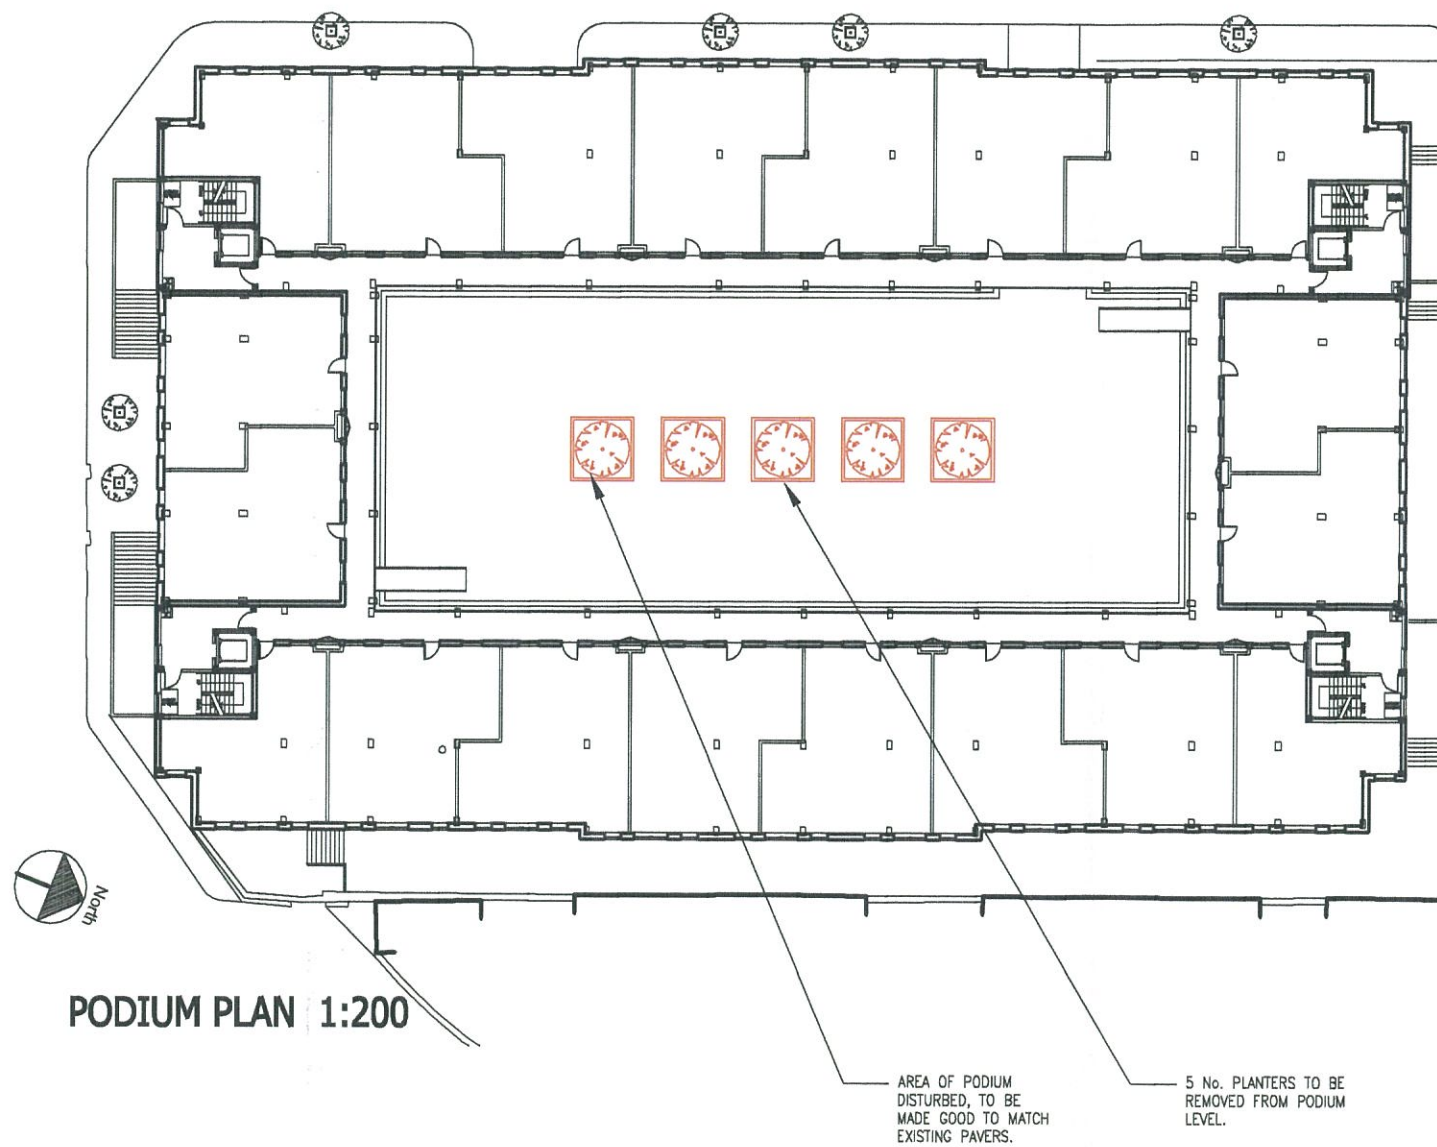 North
PODIUM PLAN 1:200
AREA OF PODIUM
DISTURBED, TO BE
MADE GOOD TO MATCH
EXISTING PAVERS.
5 No. PLANTERS TO BE
REMOVED FROM PODIUM
LEVEL.